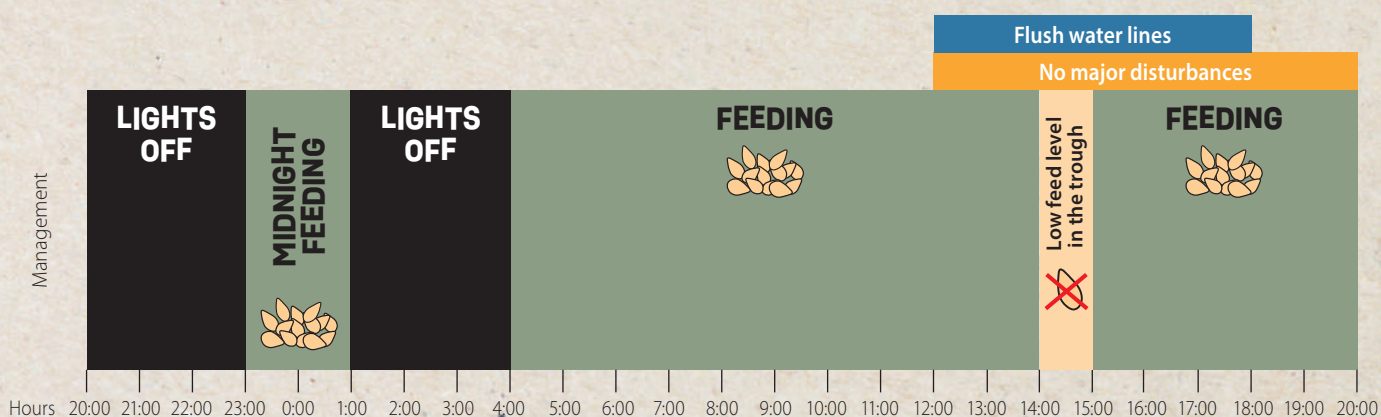 Flush water lines
No major disturbances
LIGHTS
OFF
MIDNIGHT
FEEDING
LIGHTS
OFF
FEEDING
Low feed level
in the trough
FEEDING
Management
Hours 20:00 21:00 22:00 23:00 0:00 1:00 2:00 3:00 4:00 5:00 6:00 7:00 8:00 9:00 10:00 11:00 12:00 13:00 14:00 15:00 16:00 17:00 18:00 19:00 20:00